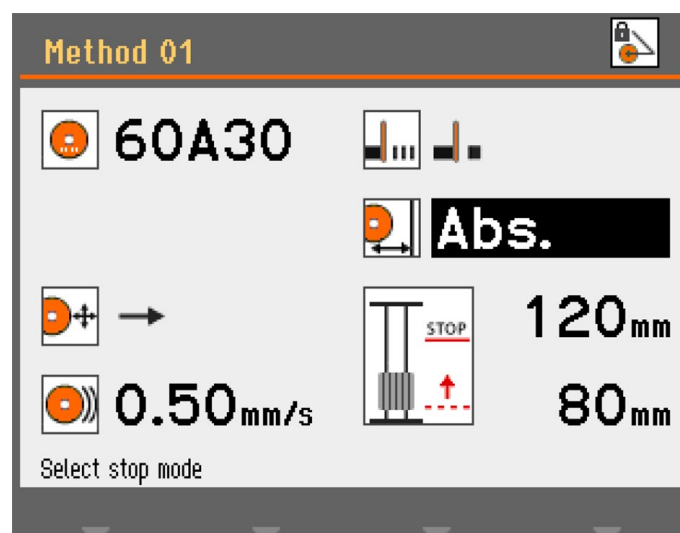 Method 01
60A30
Abs.
STOP
120mm
0.50mm/s
80mm
Select stop mode